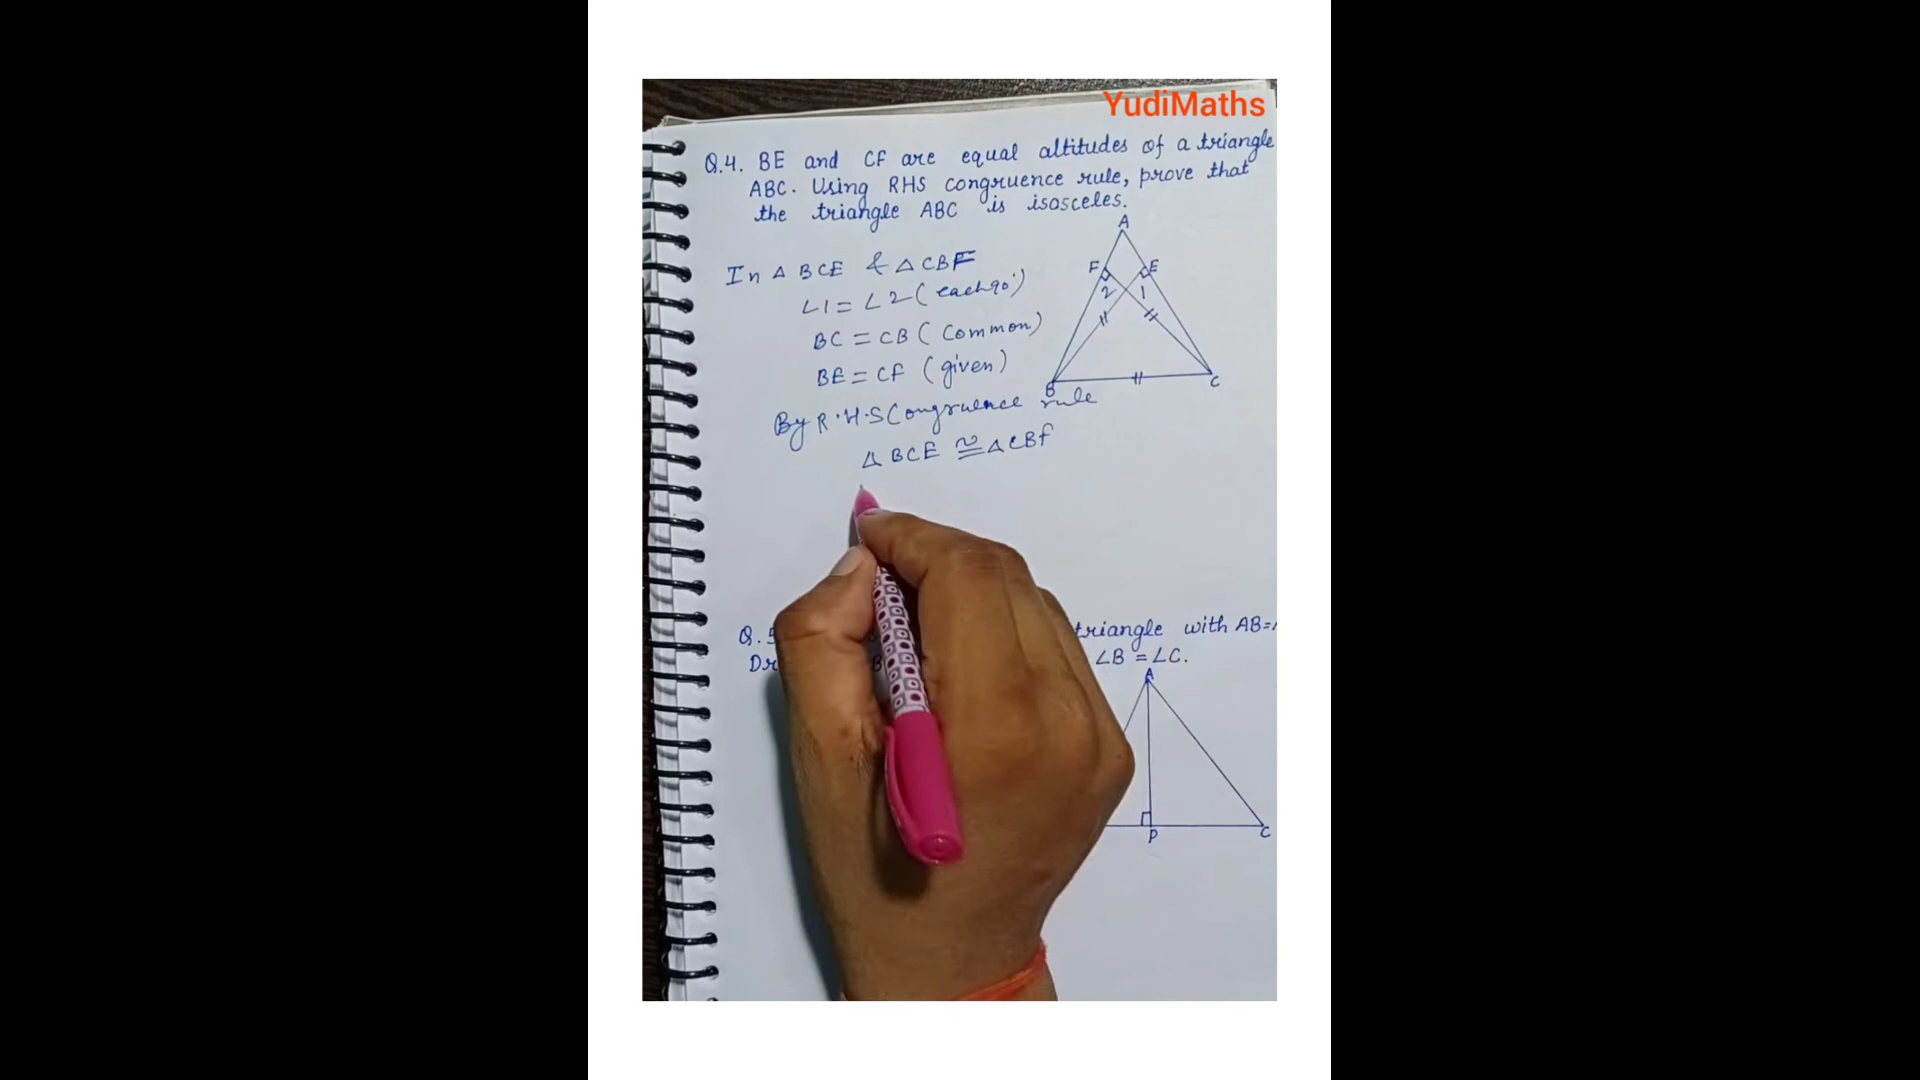 YudiMaths
Q.4. BE and CF are equal altitudes of a triangle
ABC. Using RHS congruence rule, prove that
the triangle ABC is isosceles.
A
In △ BCE & △ CBF
F E
∠1 = ∠2 (each 90°)
2 1
BC = CB (Common)
BE = CF (given)
B C
By R.H.S Congruence rule
△ BCE ≅ △ CBF
Q.5 triangle with AB=
∠B = ∠C.
A
P C